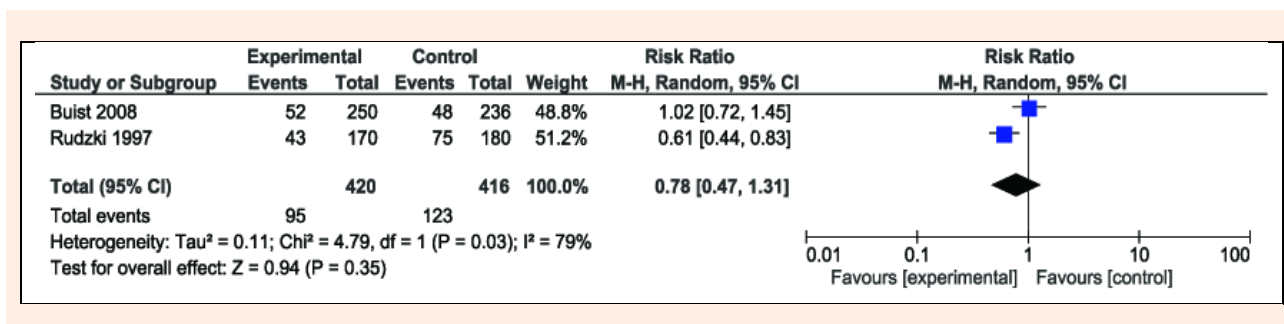 Experimental Control Risk Ratio Risk Ratio
Study or Subgroup Events Total Events Total Weight M-H, Random, 95% CI M-H, Random, 95% CI
Buist 2008 52 250 48 236 48.8% 1.02 [0.72, 1.45]
Rudzki 1997 43 170 75 180 51.2% 0.61 [0.44, 0.83]
Total (95% CI) 420 416 100.0% 0.78 [0.47, 1.31]
Total events 95 123
Heterogeneity: Tau² = 0.11; Chi² = 4.79, df = 1 (P = 0.03); I² = 79%
Test for overall effect: Z = 0.94 (P = 0.35)
0.01 0.1 1 10 100
Favours [experimental] Favours [control]